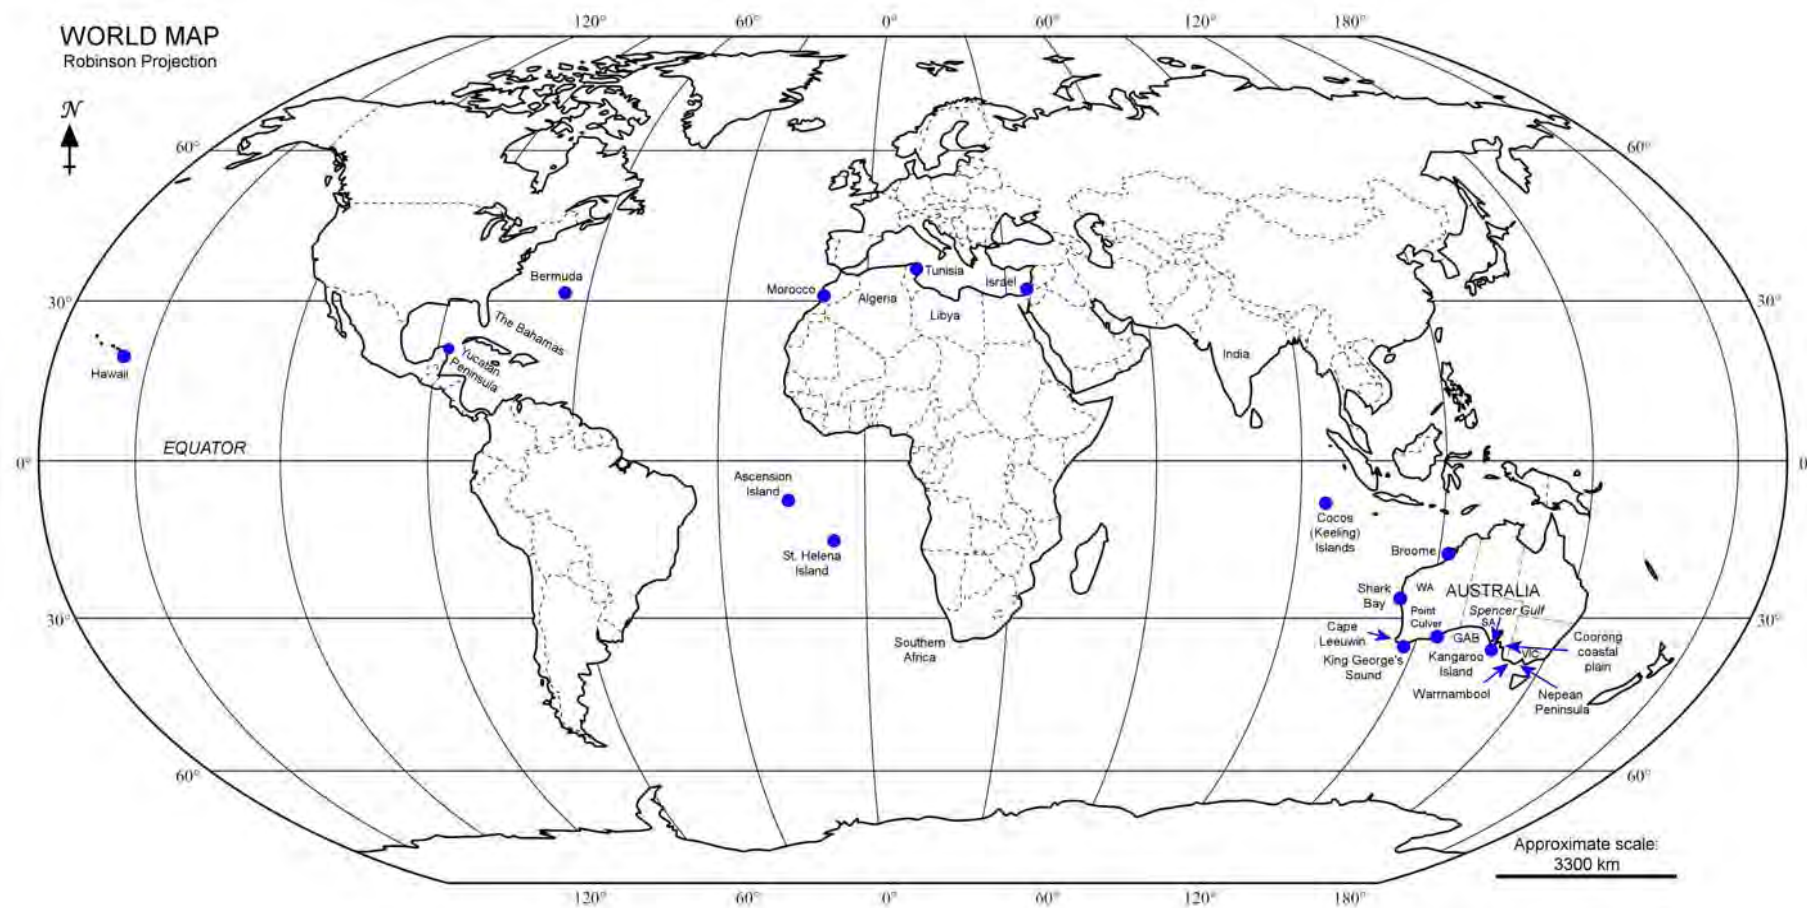 WORLD MAP
Robinson Projection
N
120°
60°
0°
60°
120°
180°
60°
60°
30°
30°
0°
0
30°
30°
60°
60°
Bermuda
The Bahamas
Hawaii
Yucatan
Peninsula
EQUATOR
Morocco
Algeria
Tunisia
Libya
Israel
India
Ascension
Island
St. Helena
Island
Southern
Africa
Cocos
(Keeling)
Islands
Broome
Shark
Bay
WA
AUSTRALIA
Point
Culver
Spencer Gulf
SA
GAB
Cape
Leeuwin
King George's
Sound
Kangaroo
Island
VIC
Coorong
coastal
plain
Warrnambool
Nepean
Peninsula
Approximate scale:
3300 km
120°
60°
0°
60°
120°
180°